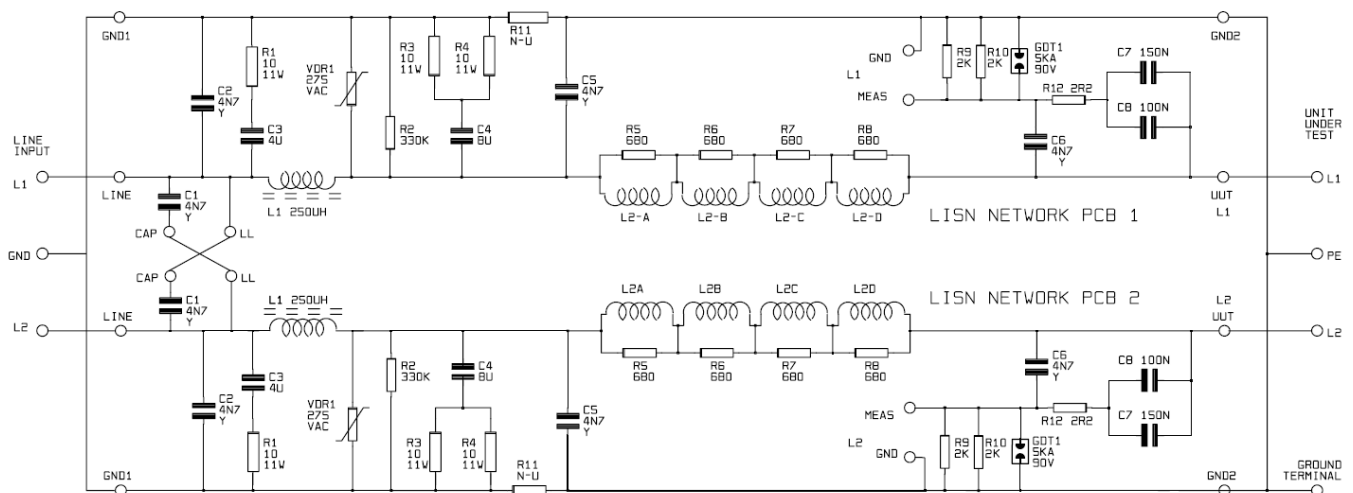 GND1
R1
10
11W
C2
4N7
Y
C3
4U
VDR1
275
VAC
R2
330K
R3
10
11W
R4
10
11W
C4
8U
R11
N-U
C5
4N7
Y
GND
L1
MEAS
R9
2K
R10
2K
GDT1
5KA
90V
R12 2R2
C6
4N7
Y
C7 150N
C8 100N
GND2
LINE
INPUT
L1
LINE
C1
4N7
Y
L1 250UH
R5
680
R6
680
R7
680
R8
680
L2-A
L2-B
L2-C
L2-D
LISN NETWORK PCB 1
UUT
L1
UNIT
UNDER
TEST
L1
CAP
LL
GND
PE
CAP
LL
C1
4N7
Y
L2
LINE
L1 250UH
L2A
L2B
L2C
L2D
LISN NETWORK PCB 2
L2
UUT
L2
C2
4N7
Y
C3
4U
R1
10
11W
VDR1
275
VAC
R2
330K
C4
8U
R3
10
11W
R4
10
11W
C5
4N7
Y
R5
680
R6
680
R7
680
R8
680
C6
4N7
Y
C8 100N
C7 150N
R12 2R2
MEAS
L2
GND
R9
2K
R10
2K
GDT1
5KA
90V
GND1
R11
N-U
GND2
GROUND
TERMINAL